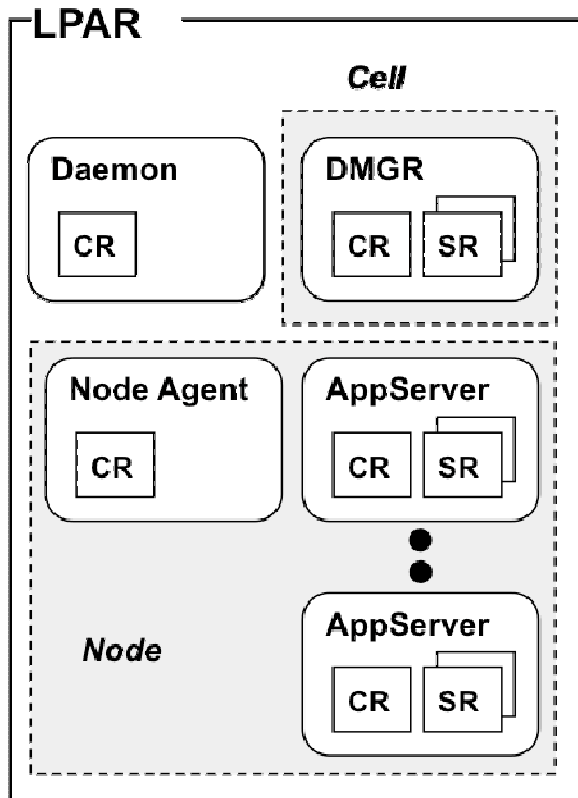 LPAR
Cell
Daemon
CR
DMGR
CR SR
Node Agent
CR
AppServer
CR SR
AppServer
CR SR
Node